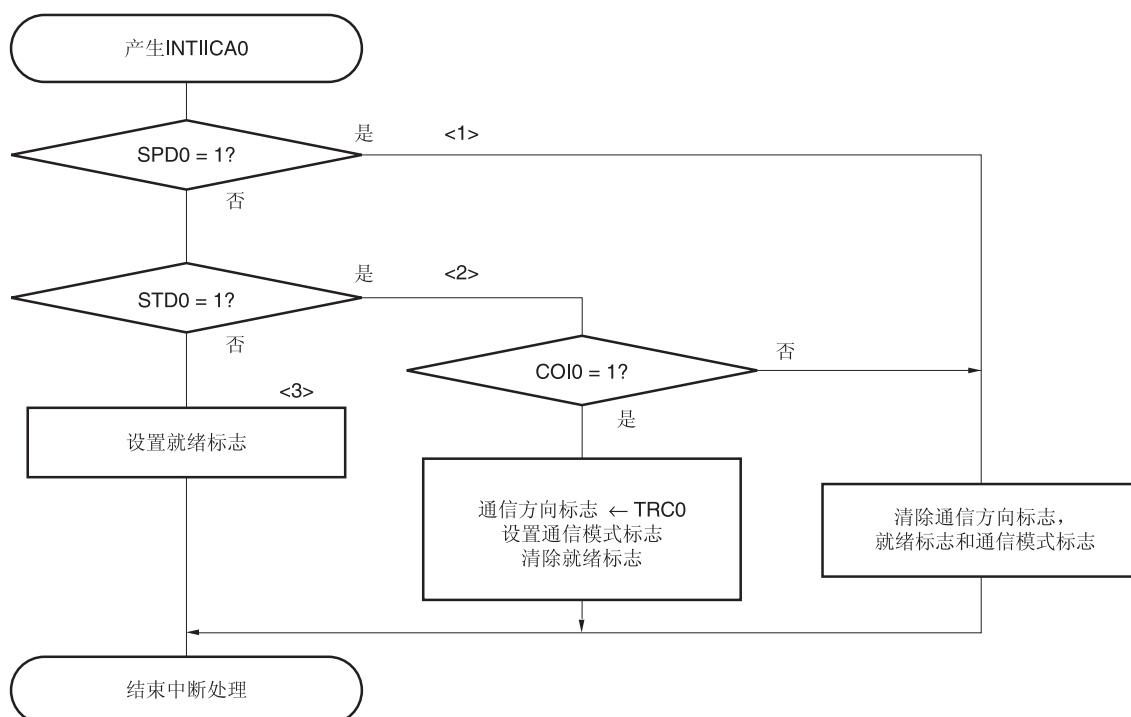 产生INTIICA0
是
<1>
SPD0 = 1?
否
是
<2>
STD0 = 1?
否
COI0 = 1?
否
是
<3>
设置就绪标志
通信方向标志 ← TRC0
设置通信模式标志
清除就绪标志
清除通信方向标志，
就绪标志和通信模式标志
结束中断处理